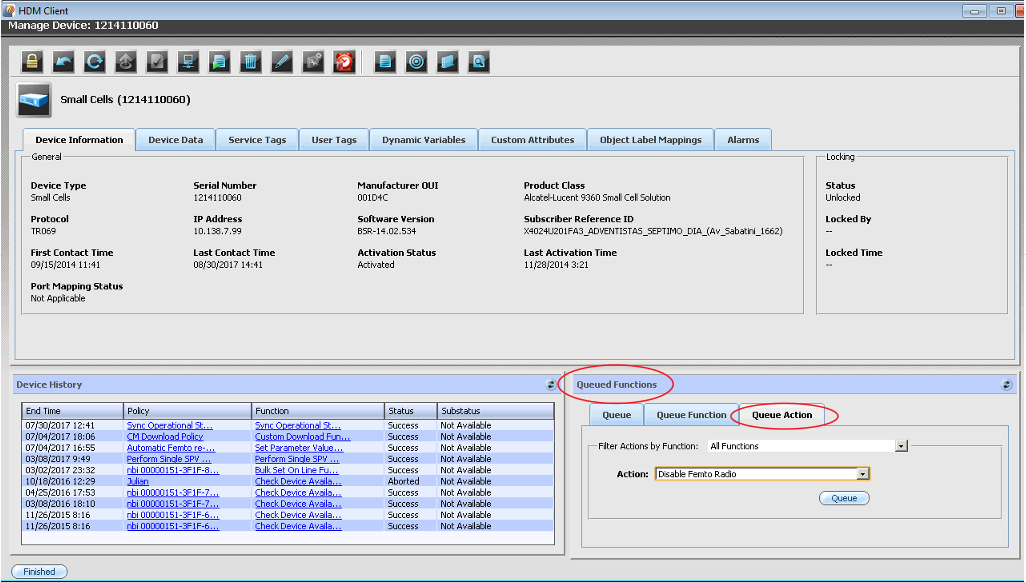 HDM Client
Manage Device: 1214110060
Small Cells (1214110060)
Device Information Device Data Service Tags User Tags Dynamic Variables Custom Attributes Object Label Mappings Alarms
General Locking
Device Type Serial Number Manufacturer OUI Product Class Status
Small Cells 1214110060 001D4C Alcatel-Lucent 9360 Small Cell Solution Unlocked
Protocol IP Address Software Version Subscriber Reference ID Locked By
TR069 10.138.7.99 BSR-14.02.534 X4024U201FA3_ADVENTISTAS_SEPTIMO_DIA_(Av_Sabatini_1662) --
First Contact Time Last Contact Time Activation Status Last Activation Time Locked Time
09/15/2014 11:41 08/30/2017 14:41 Activated 11/28/2014 3:21 --
Port Mapping Status
Not Applicable
Device History
End Time Policy Function Status Substatus
07/30/2017 12:41 Sync Operational St... Sync Operational St... Success Not Available
07/04/2017 18:06 CM Download Policy Custom Download Fun... Success Not Available
07/04/2017 16:55 Automatic Femto re-... Set Parameter Value... Success Not Available
03/08/2017 9:49 Perform Single SPV ... Perform Single SPV ... Success Not Available
03/02/2017 23:32 nbi 00000151-3F1F-8... Bulk Set On Line Fu... Success Not Available
10/18/2016 12:29 Julian Check Device Availa... Aborted Not Available
04/25/2016 17:53 nbi 00000151-3F1F-7... Check Device Availa... Success Not Available
03/08/2016 18:10 nbi 00000151-3F1F-7... Check Device Availa... Success Not Available
11/26/2015 8:16 nbi 00000151-3F1F-6... Check Device Availa... Success Not Available
11/26/2015 8:16 nbi 00000151-3F1F-6... Check Device Availa... Success Not Available
Queued Functions
Queue Queue Function Queue Action
Filter Actions by Function: All Functions
Action: Disable Femto Radio
Queue
Finished